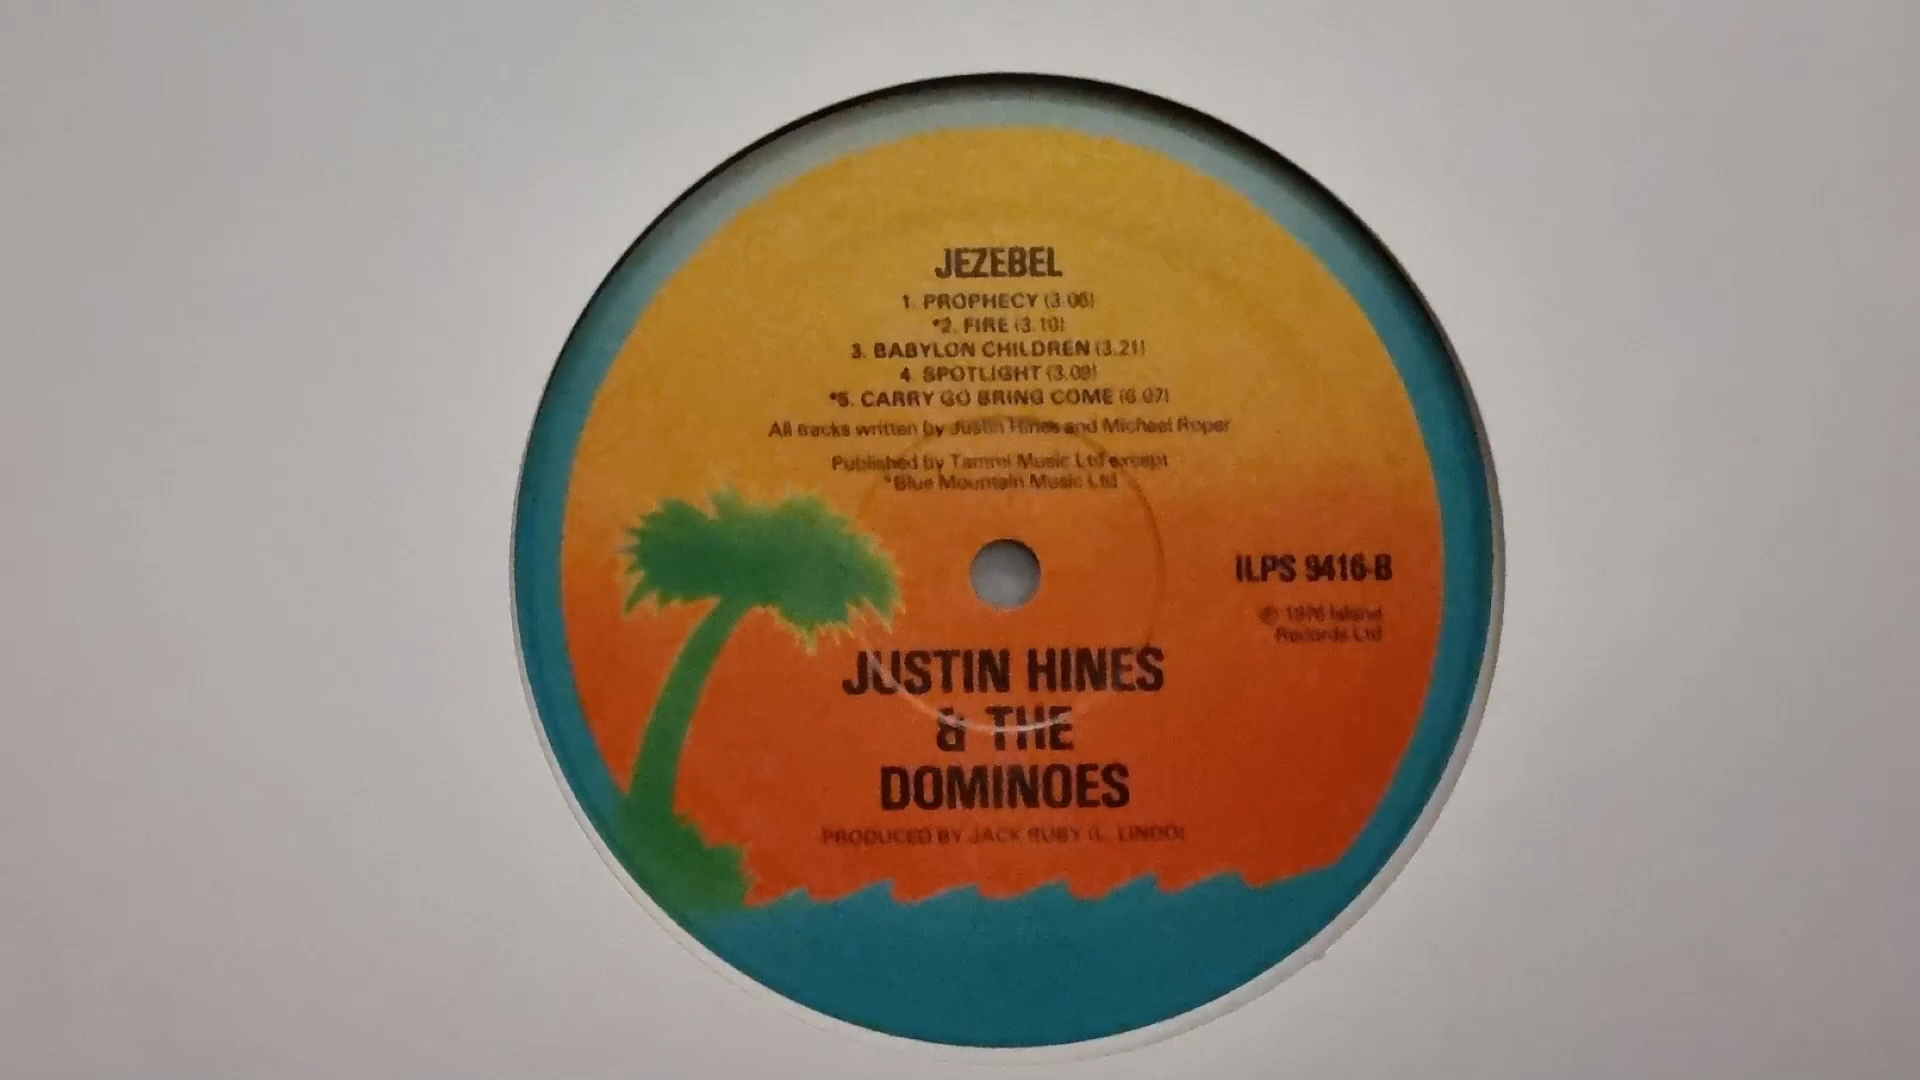 JEZEBEL
1. PROPHECY (3.06)
*2. FIRE (3.10)
3. BABYLON CHILDREN (3.21)
4. SPOTLIGHT (3.09)
*5. CARRY GO BRING COME (6.07)
All tracks written by Justin Hines and Michael Roper
Published by Tammi Music Ltd except
*Blue Mountain Music Ltd
ILPS 9416-B
℗ 1976 Island
Records Ltd
JUSTIN HINES
& THE
DOMINOES
PRODUCED BY JACK RUBY (L. LINDO)